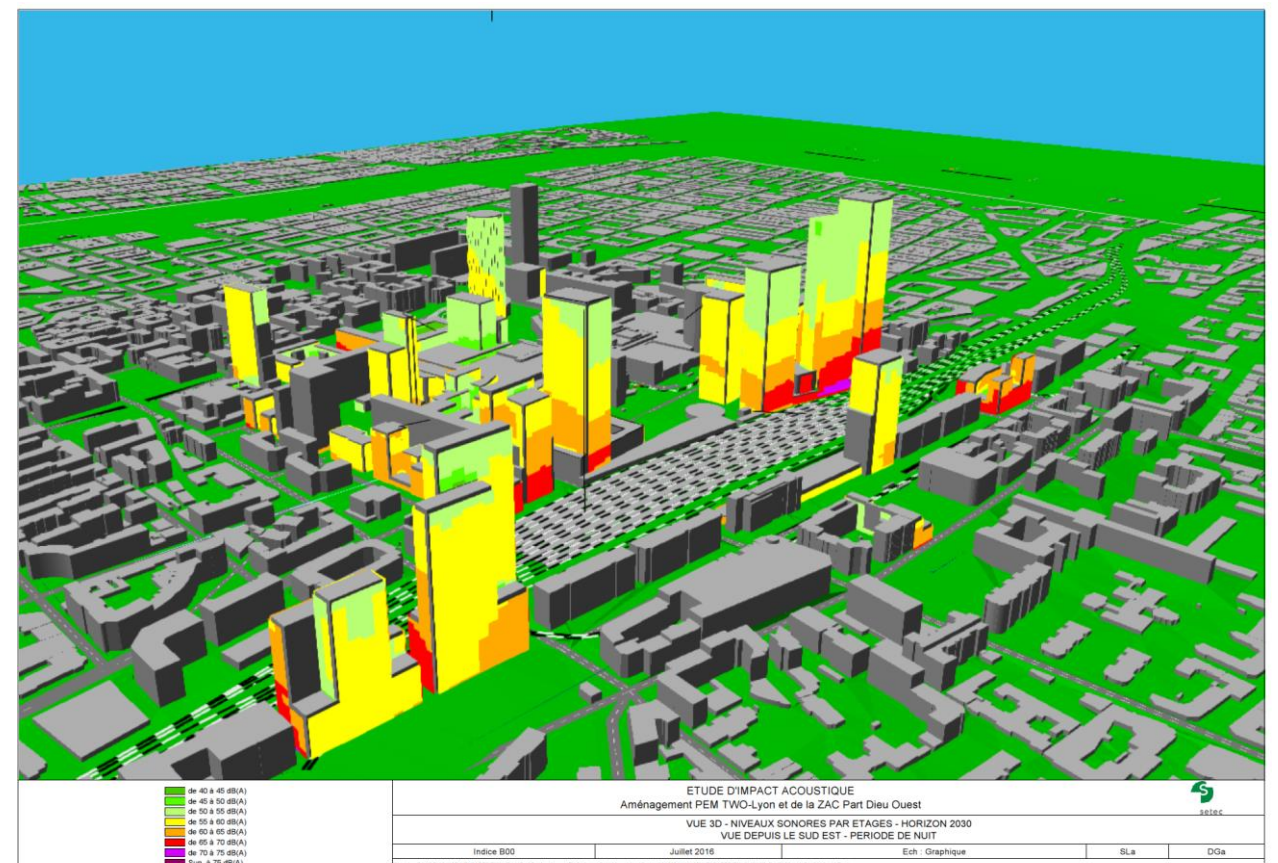 de 40 à 45 dB(A)
de 45 à 50 dB(A)
de 50 à 55 dB(A)
de 55 à 60 dB(A)
de 60 à 65 dB(A)
de 65 à 70 dB(A)
de 70 à 75 dB(A)
Sup. à 75 dB(A)
ETUDE D'IMPACT ACOUSTIQUE
Aménagement PEM TWO-Lyon et de la ZAC Part Dieu Ouest
setec
VUE 3D - NIVEAUX SONORES PAR ETAGES - HORIZON 2030
VUE DEPUIS LE SUD EST - PERIODE DE NUIT
Indice B00 Juillet 2016 Ech : Graphique SLa DGa